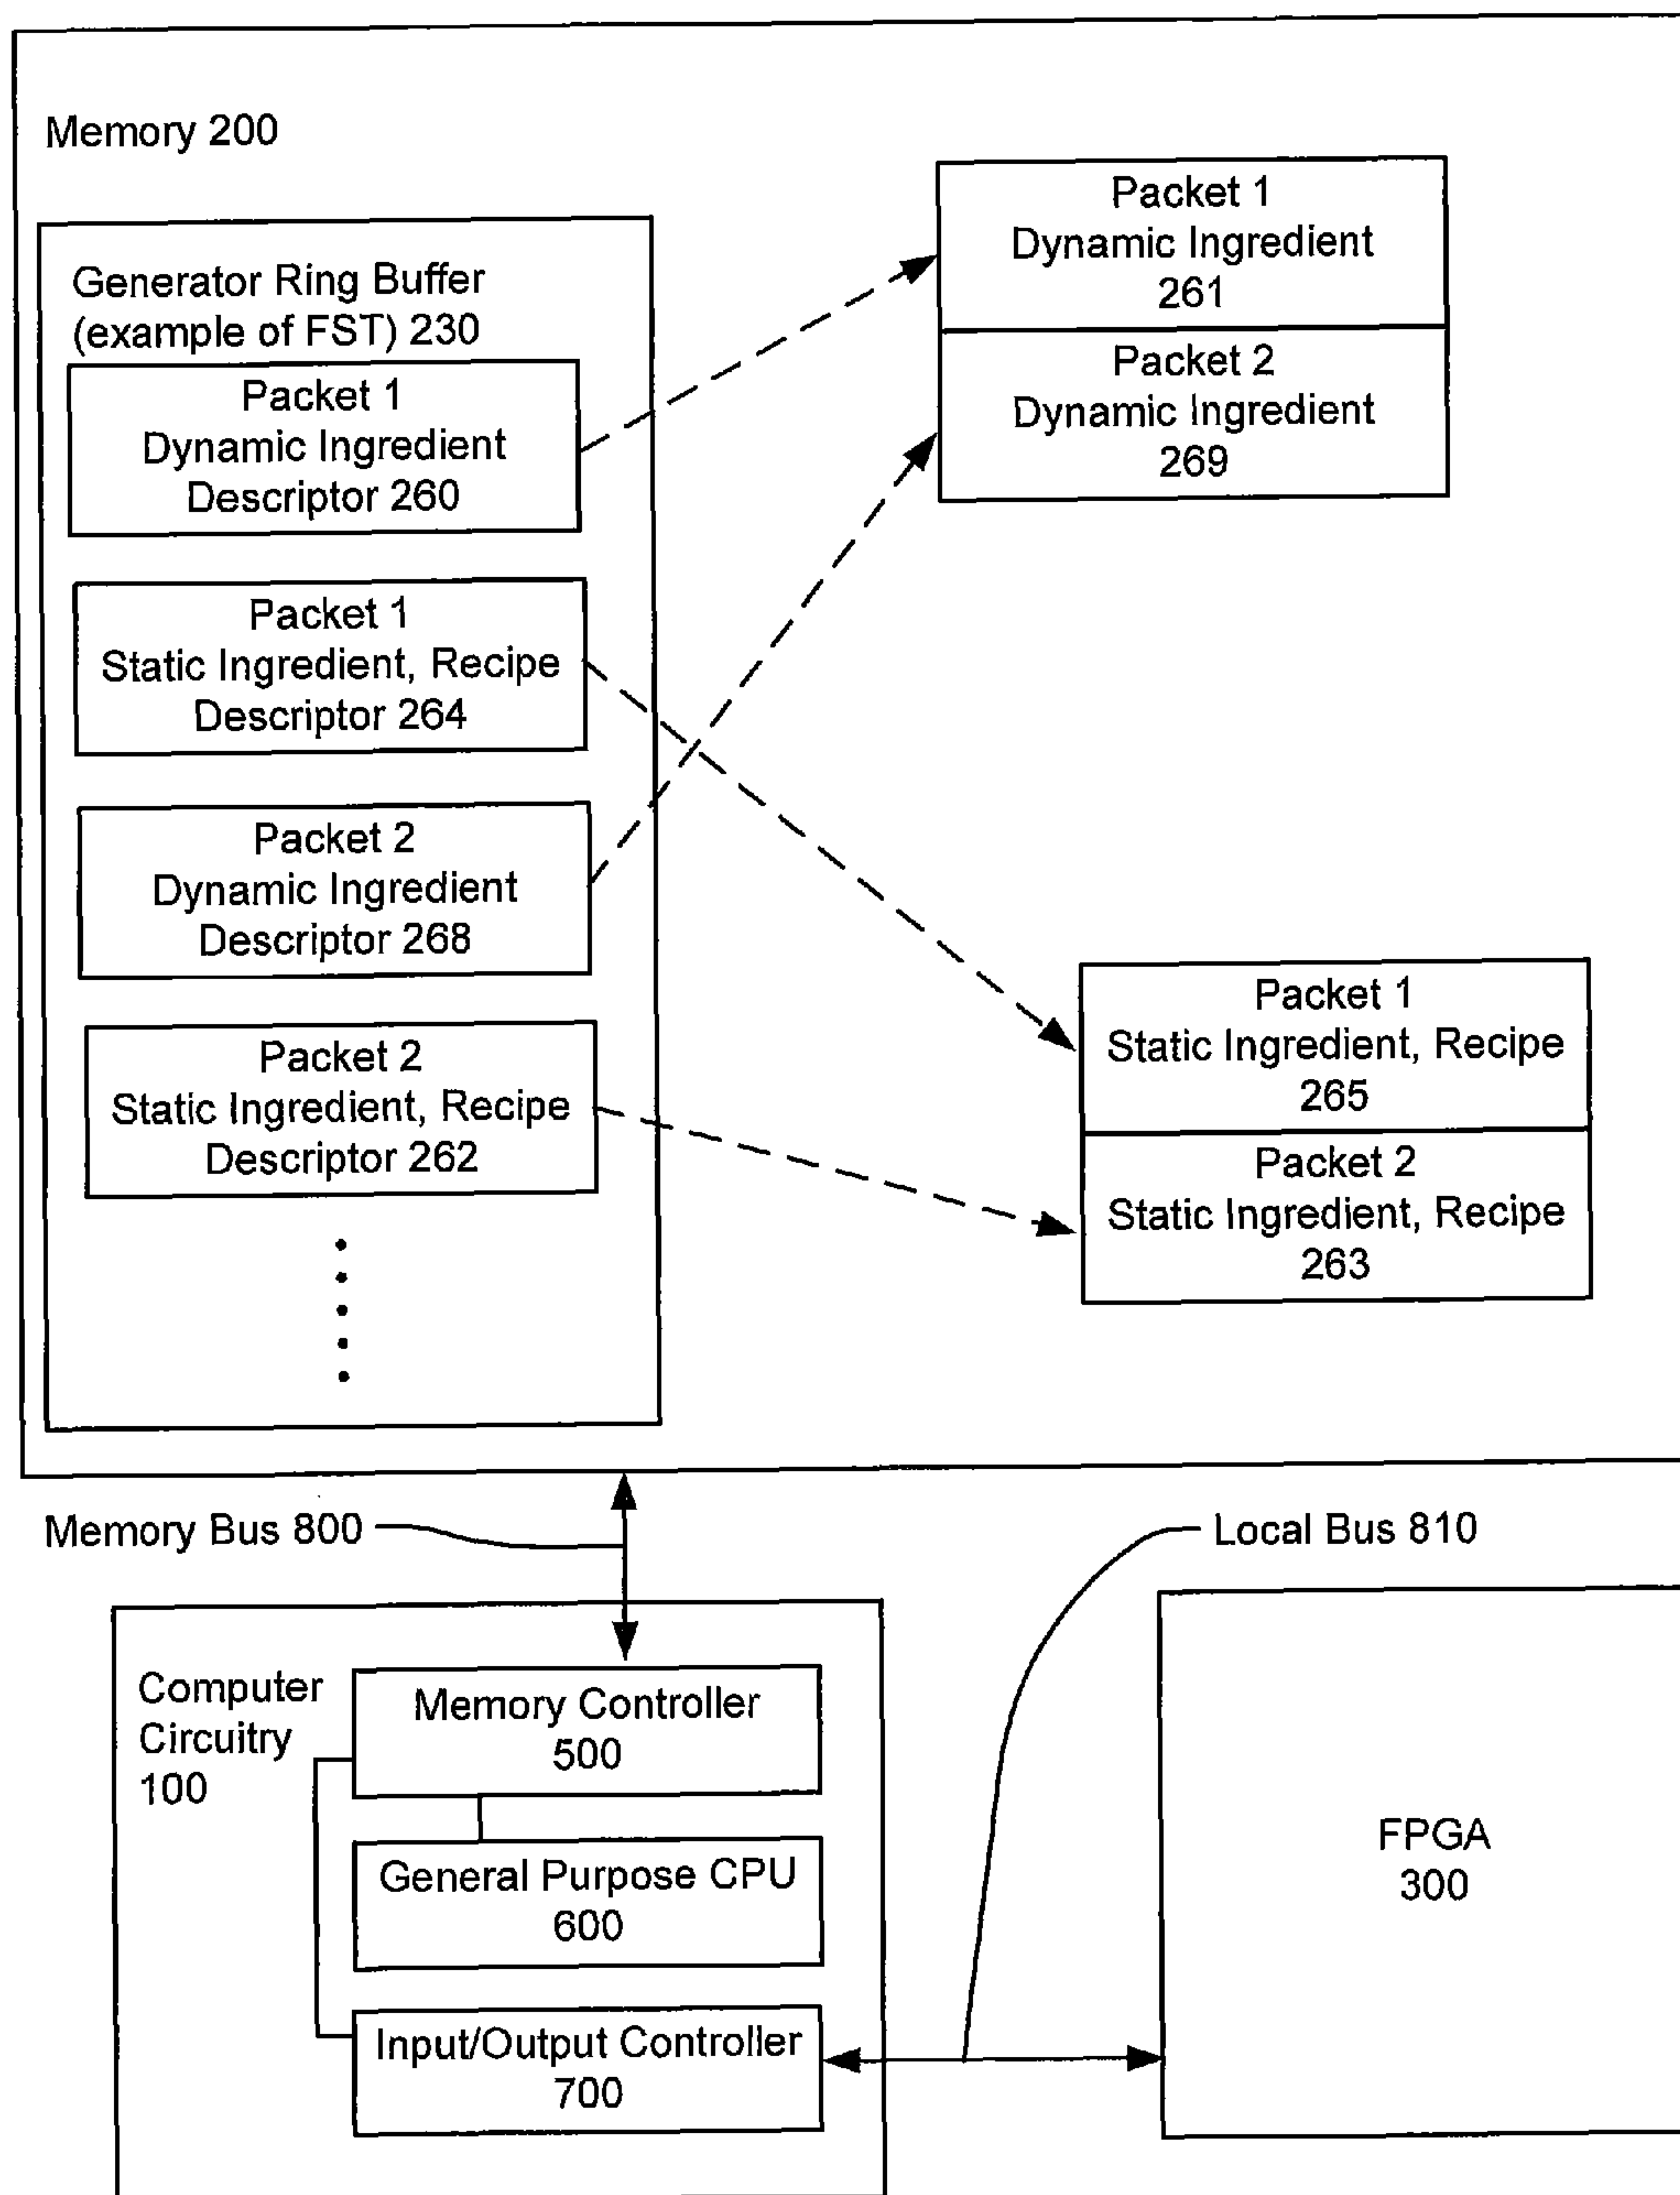 Memory 200
Generator Ring Buffer
(example of FST) 230
Packet 1
Dynamic Ingredient
Descriptor 260
Packet 1
Static Ingredient, Recipe
Descriptor 264
Packet 2
Dynamic Ingredient
Descriptor 268
Packet 2
Static Ingredient, Recipe
Descriptor 262
Packet 1
Dynamic Ingredient
261
Packet 2
Dynamic Ingredient
269
Packet 1
Static Ingredient, Recipe
265
Packet 2
Static Ingredient, Recipe
263
Memory Bus 800
Local Bus 810
Computer
Circuitry
100
Memory Controller
500
General Purpose CPU
600
Input/Output Controller
700
FPGA
300